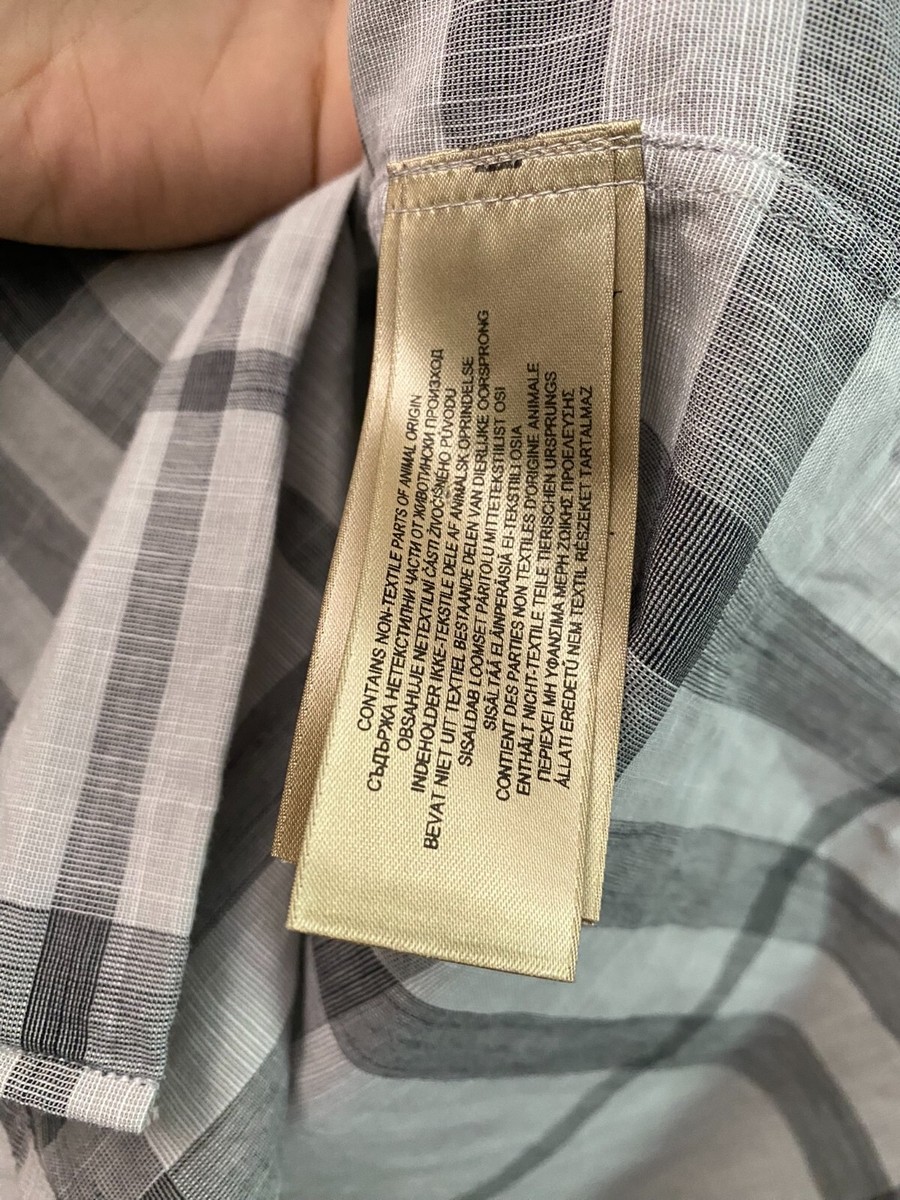 CONTAINS NON-TEXTILE PARTS OF ANIMAL ORIGIN
СЪДЪРЖА НЕТЕКСТИЛНИ ЧАСТИ ОТ ЖИВОТИНСКИ ПРОИЗХОД
OBSAHUJE NETEXTILNÍ ČÁSTI ŽIVOČIŠNÉHO PŮVODU
INDEHOLDER IKKE-TEKSTILE DELE AF ANIMALSK OPRINDELSE
BEVAT NIET UIT TEXTIEL BESTAANDE DELEN VAN DIERLIJKE OORSPRONG
SISALDAB LOOMSET PÄRITOLU MITTETEKSTIILIST OSI
SISÄLTÄÄ ELÄINPERÄISIÄ EI-TEKSTIILIOSIA
CONTIENT DES PARTIES NON TEXTILES D'ORIGINE ANIMALE
ENTHÄLT NICHT-TEXTILE TEILE TIERISCHEN URSPRUNGS
ΠΕΡΙΕΧΕΙ ΜΗ ΥΦΑΝΣΙΜΑ ΜΕΡΗ ΖΩΙΚΗΣ ΠΡΟΕΛΕΥΣΗΣ
ÁLLATI EREDETŰ NEM TEXTIL RÉSZEKET TARTALMAZ